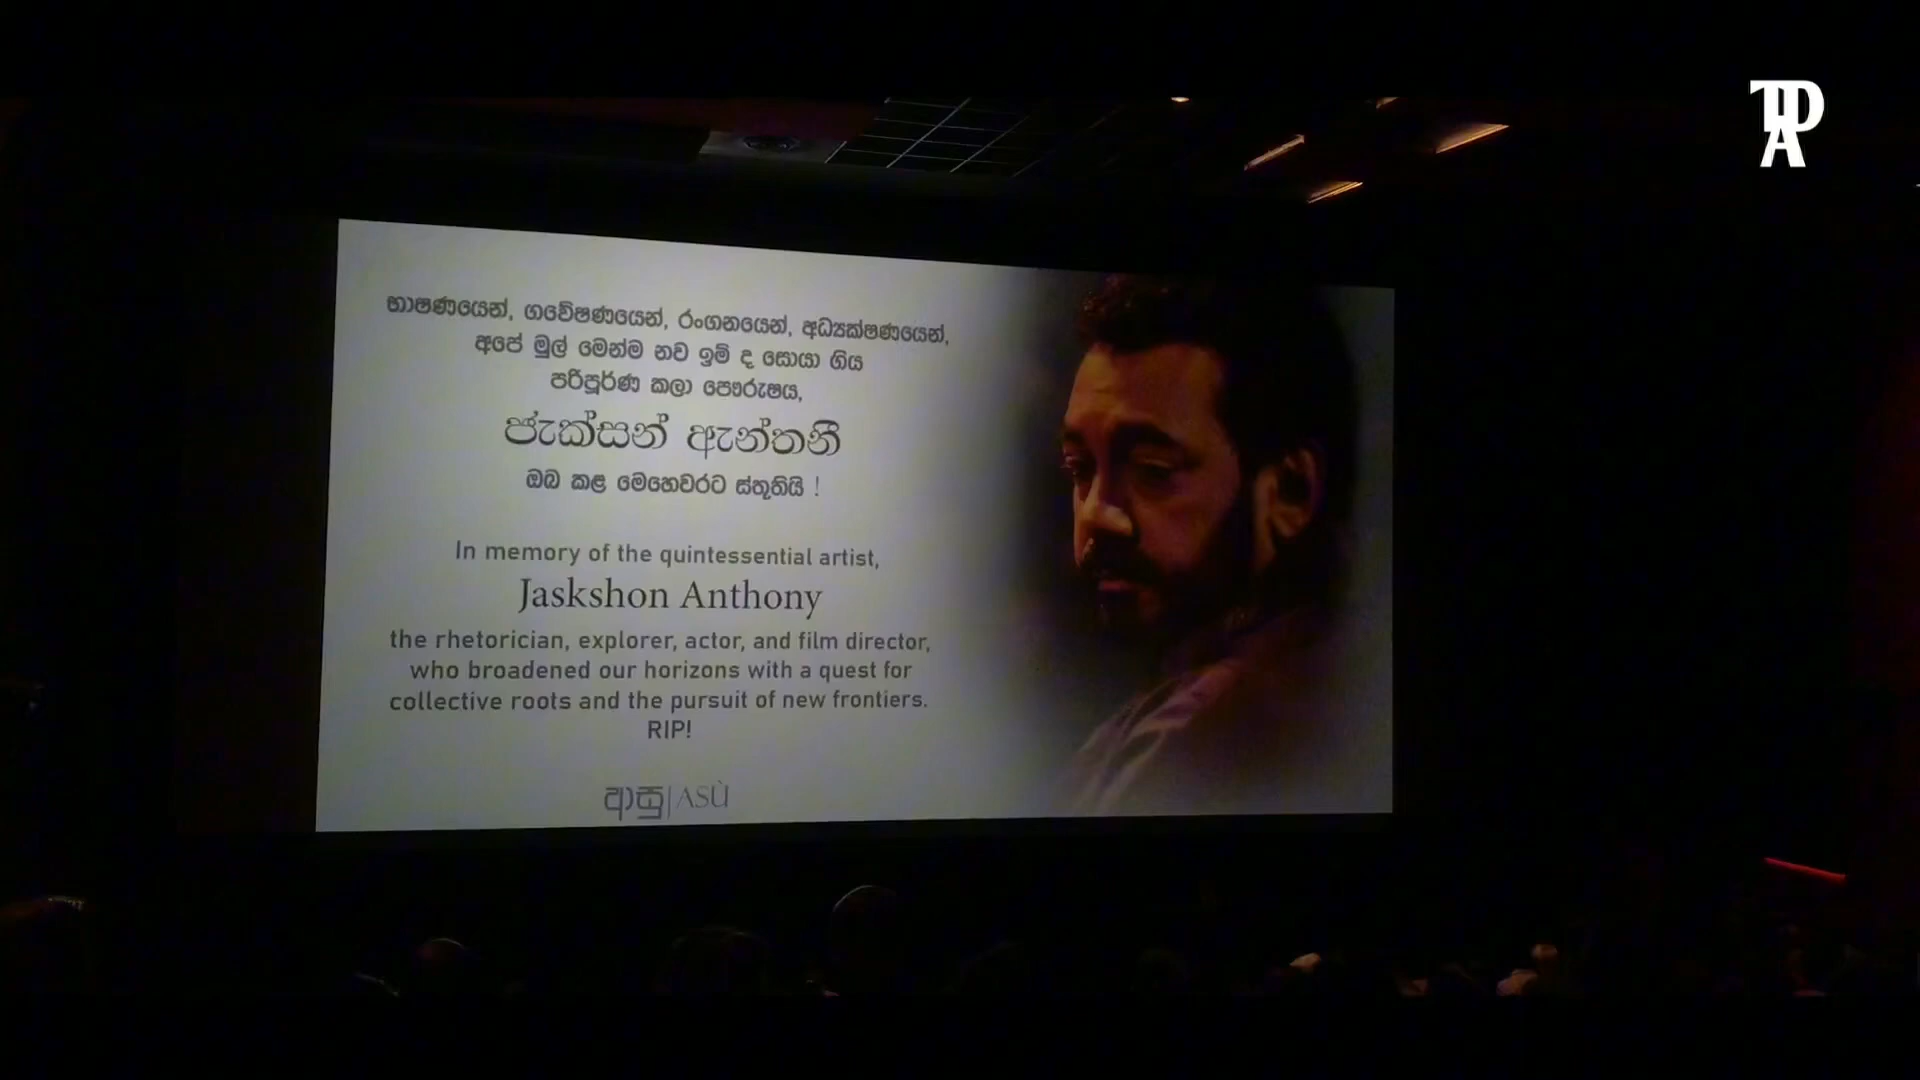 භාෂණයෙන්, ගවේෂණයෙන්, රංගනයෙන්, අධ්‍යක්ෂණයෙන්,
අපේ මුල් මෙන්ම නව ඉම් ද සොයා ගිය
පරිපූර්ණ කලා පෞරුෂය,
ජැක්සන් ඇන්තනී
ඔබ කළ මෙහෙවරට ස්තූතියි !
In memory of the quintessential artist,
Jaskshon Anthony
the rhetorician, explorer, actor, and film director,
who broadened our horizons with a quest for
collective roots and the pursuit of new frontiers.
RIP!
ආසු|ASÙ